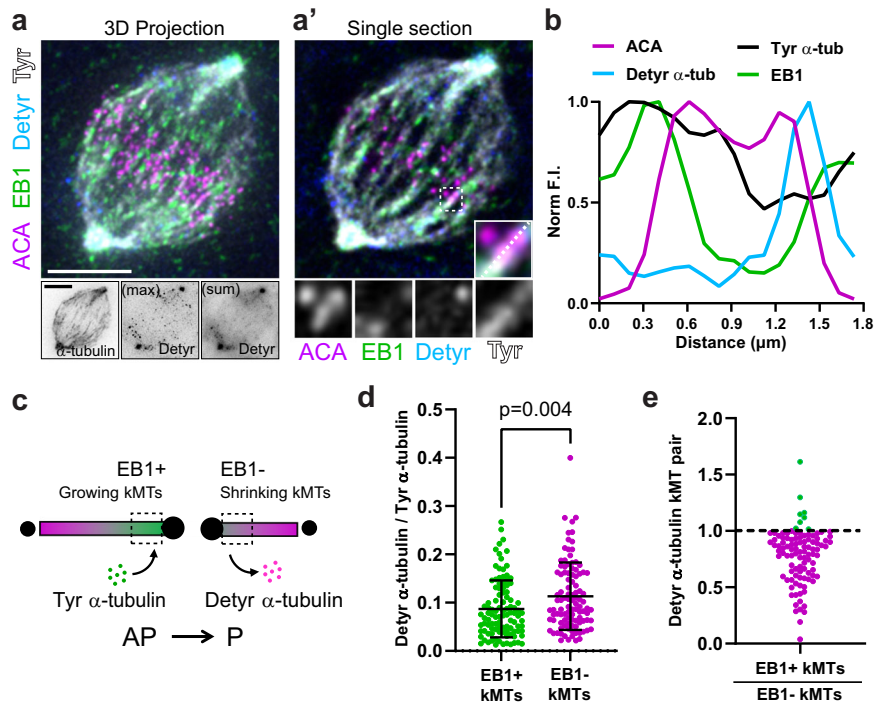 a
3D Projection
ACA EB1 Detyr Tyr
α-tubulin
(max)
Detyr
(sum)
Detyr
a'
Single section
ACA EB1 Detyr Tyr
b
ACA
Tyr α-tub
Detyr α-tub
EB1
Norm F.I.
1.0
0.5
0.0
0.0 0.3 0.6 0.9 1.2 1.5 1.8
Distance (μm)
c
EB1+
Growing kMTs
EB1-
Shrinking kMTs
Tyr α-tubulin
Detyr α-tubulin
AP P
d
p=0.004
Detyr α-tubulin / Tyr α-tubulin
0.5
0.4
0.3
0.2
0.1
0.0
EB1+
kMTs
EB1-
kMTs
e
Detyr α-tubulin kMT pair
2.0
1.5
1.0
0.5
0.0
EB1+ kMTs
EB1- kMTs